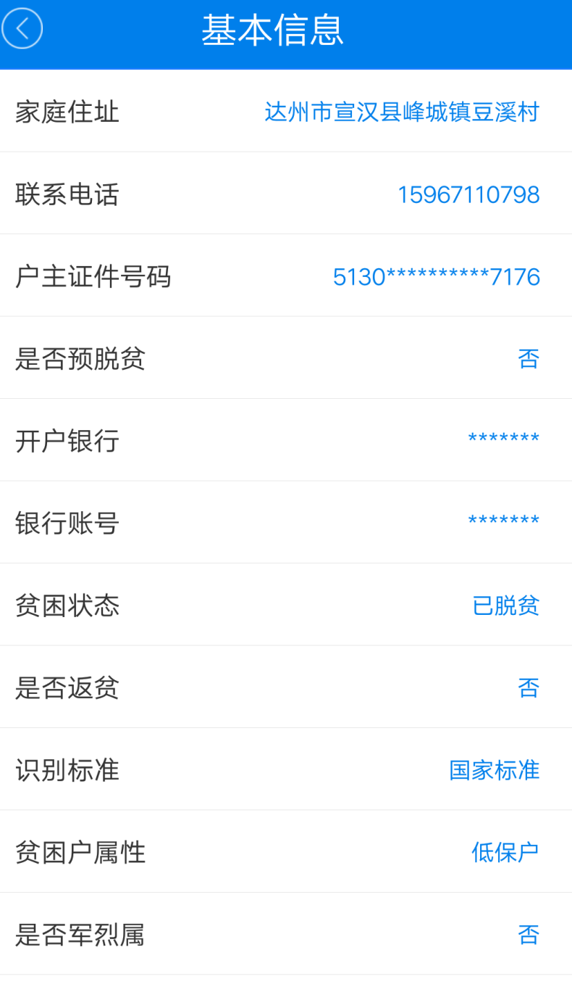 基本信息
家庭住址 达州市宣汉县峰城镇豆溪村
联系电话 15967110798
户主证件号码 5130**********7176
是否预脱贫 否
开户银行 *******
银行账号 *******
贫困状态 已脱贫
是否返贫 否
识别标准 国家标准
贫困户属性 低保户
是否军烈属 否